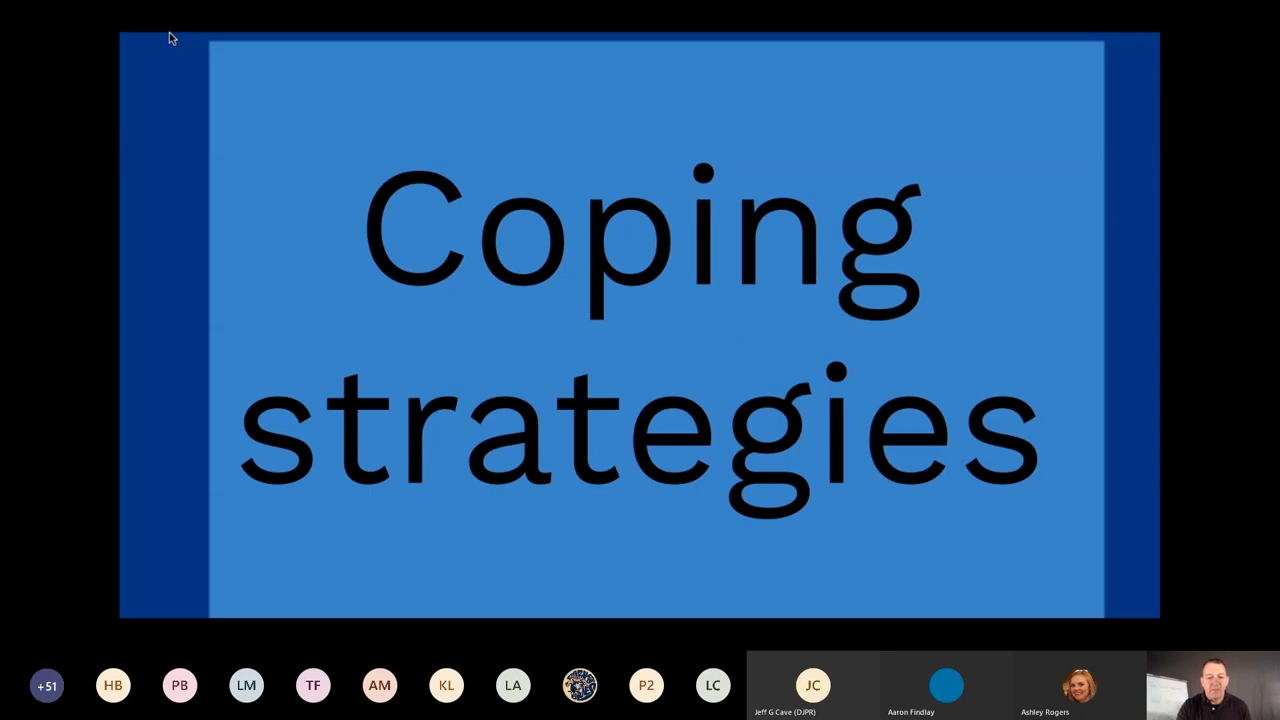 Coping
strategies
+51
HB
PB
LM
TF
AM
KL
LA
P2
LC
JC
Jeff G Cave (DJPR)
Aaron Findlay
Ashley Rogers